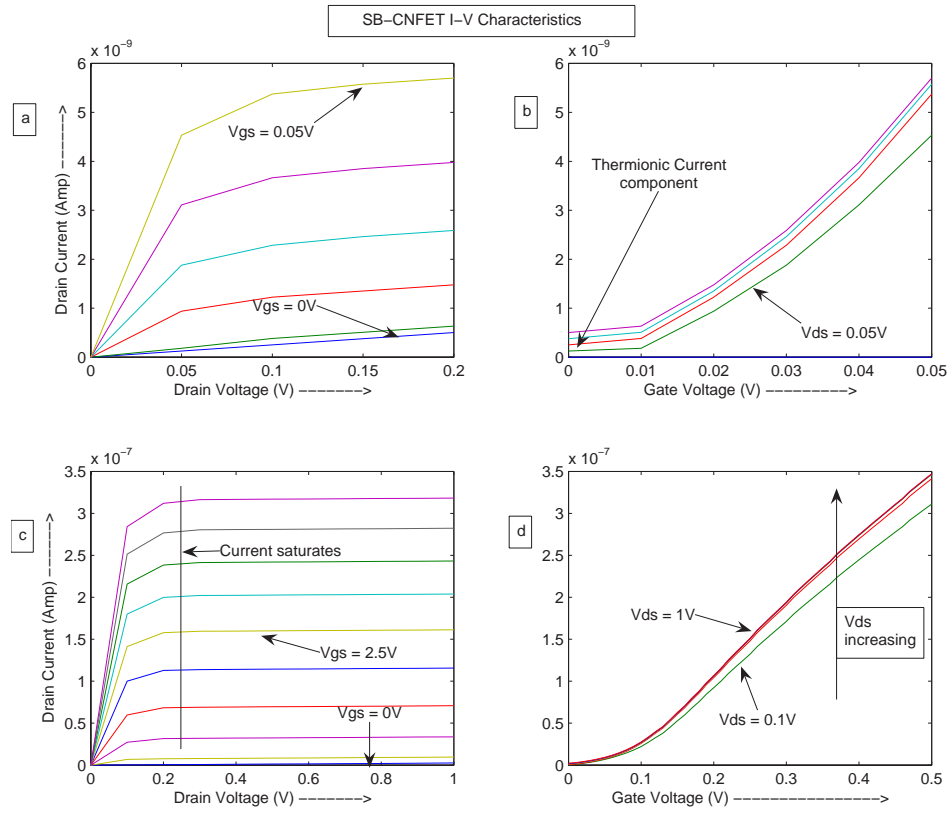 SB−CNFET I−V Characteristics
a
x 10−9
6
5
4
3
2
1
0
Drain Current (Amp) −−−−−−>
Vgs = 0.05V
Vgs = 0V
0 0.05 0.1 0.15 0.2
Drain Voltage (V) −−−−−−−>
b
x 10−9
6
5
4
3
2
1
0
Thermionic Current
component
Vds = 0.05V
0 0.01 0.02 0.03 0.04 0.05
Gate Voltage (V) −−−−−−−−−>
c
x 10−7
3.5
3
2.5
2
1.5
1
0.5
0
Drain Current (Amp) −−−−−−>
Current saturates
Vgs = 2.5V
Vgs = 0V
0 0.2 0.4 0.6 0.8 1
Drain Voltage (V) −−−−−−−>
d
x 10−7
3.5
3
2.5
2
1.5
1
0.5
0
Vds = 1V
Vds
increasing
Vds = 0.1V
0 0.1 0.2 0.3 0.4 0.5
Gate Voltage (V) −−−−−−−−−−−−−−>